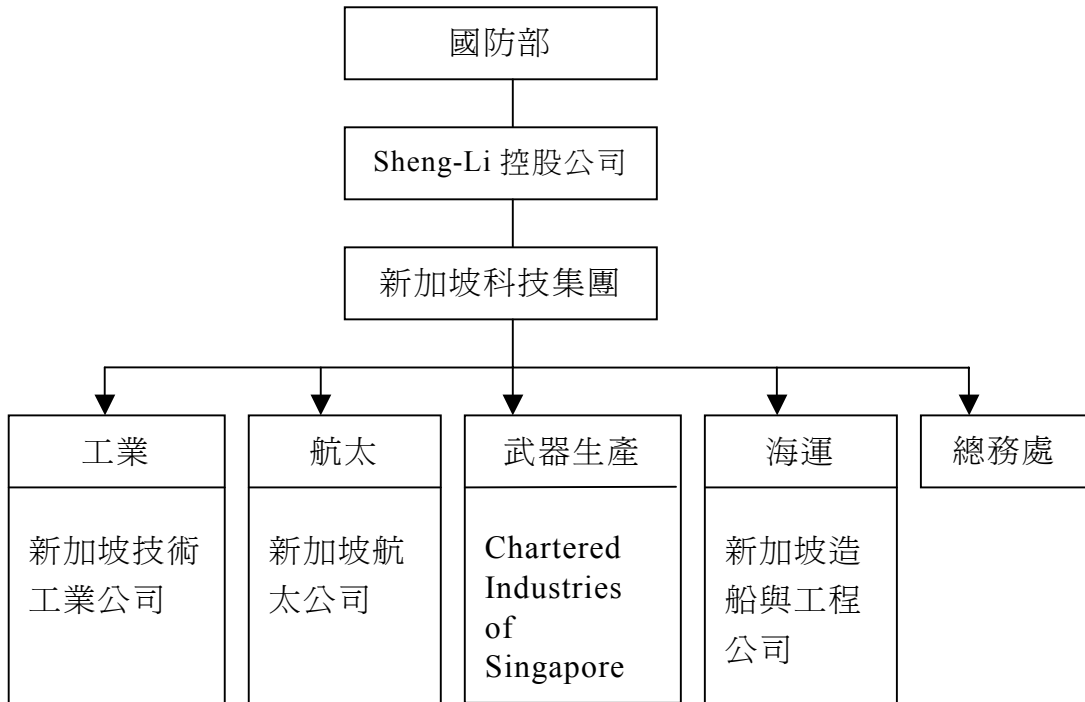 國防部
Sheng-Li 控股公司
新加坡科技集團
工業
航太
武器生產
海運
總務處
新加坡技術
工業公司
新加坡航
太公司
Chartered
Industries
of
Singapore
新加坡造
船與工程
公司